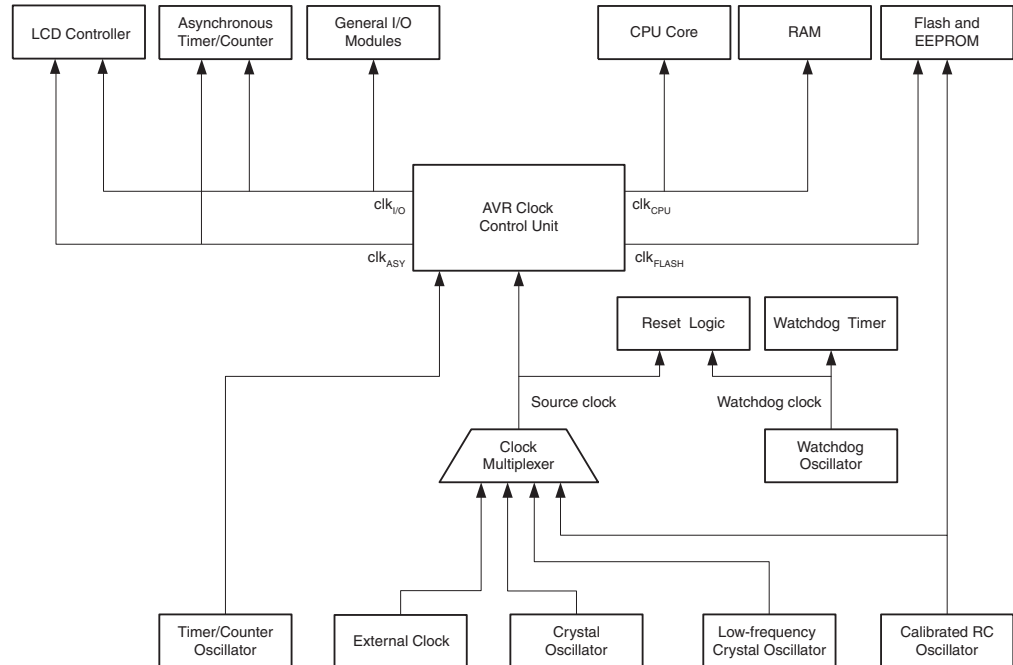 LCD Controller
Asynchronous
Timer/Counter
General I/O
Modules
CPU Core
RAM
Flash and
EEPROM
clkI/O
AVR Clock
Control Unit
clkCPU
clkASY
clkFLASH
Reset Logic
Watchdog Timer
Source clock
Watchdog clock
Clock
Multiplexer
Watchdog
Oscillator
Timer/Counter
Oscillator
External Clock
Crystal
Oscillator
Low-frequency
Crystal Oscillator
Calibrated RC
Oscillator